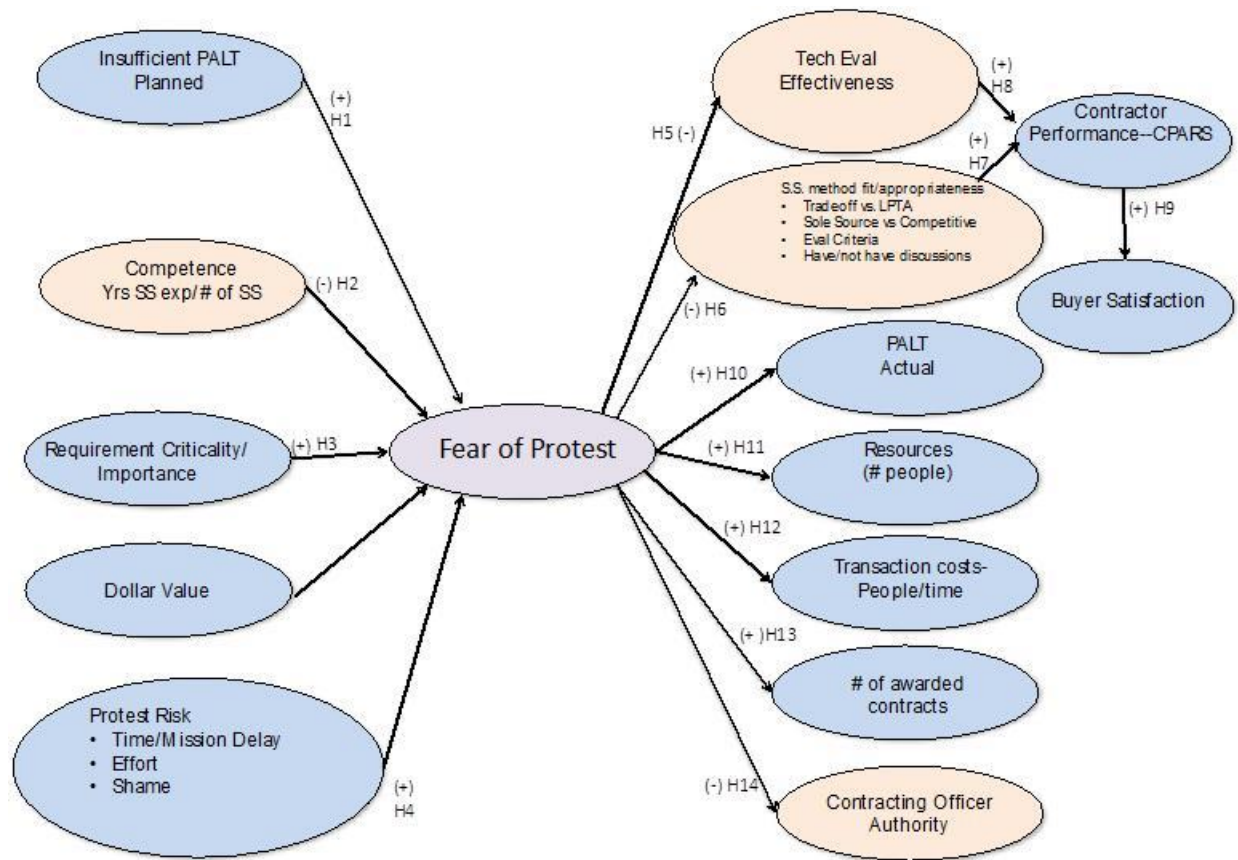 Insufficient PALT
Planned
(+)
H1
Competence
Yrs SS exp/# of SS
(-) H2
Requirement Criticality/
Importance
(+) H3
Dollar Value
Protest Risk
• Time/Mission Delay
• Effort
• Shame
(+)
H4
Fear of Protest
H5 (-)
Tech Eval
Effectiveness
(+)
H8
(-) H6
S.S. method fit/appropriateness
• Tradeoff vs. LPTA
• Sole Source vs Competitive
• Eval Criteria
• Have/not have discussions
(+)
H7
Contractor
Performance--CPARS
(+) H9
Buyer Satisfaction
(+) H10
PALT
Actual
(+) H11
Resources
(# people)
(+) H12
Transaction costs-
People/time
(+ )H13
# of awarded
contracts
(-) H14
Contracting Officer
Authority